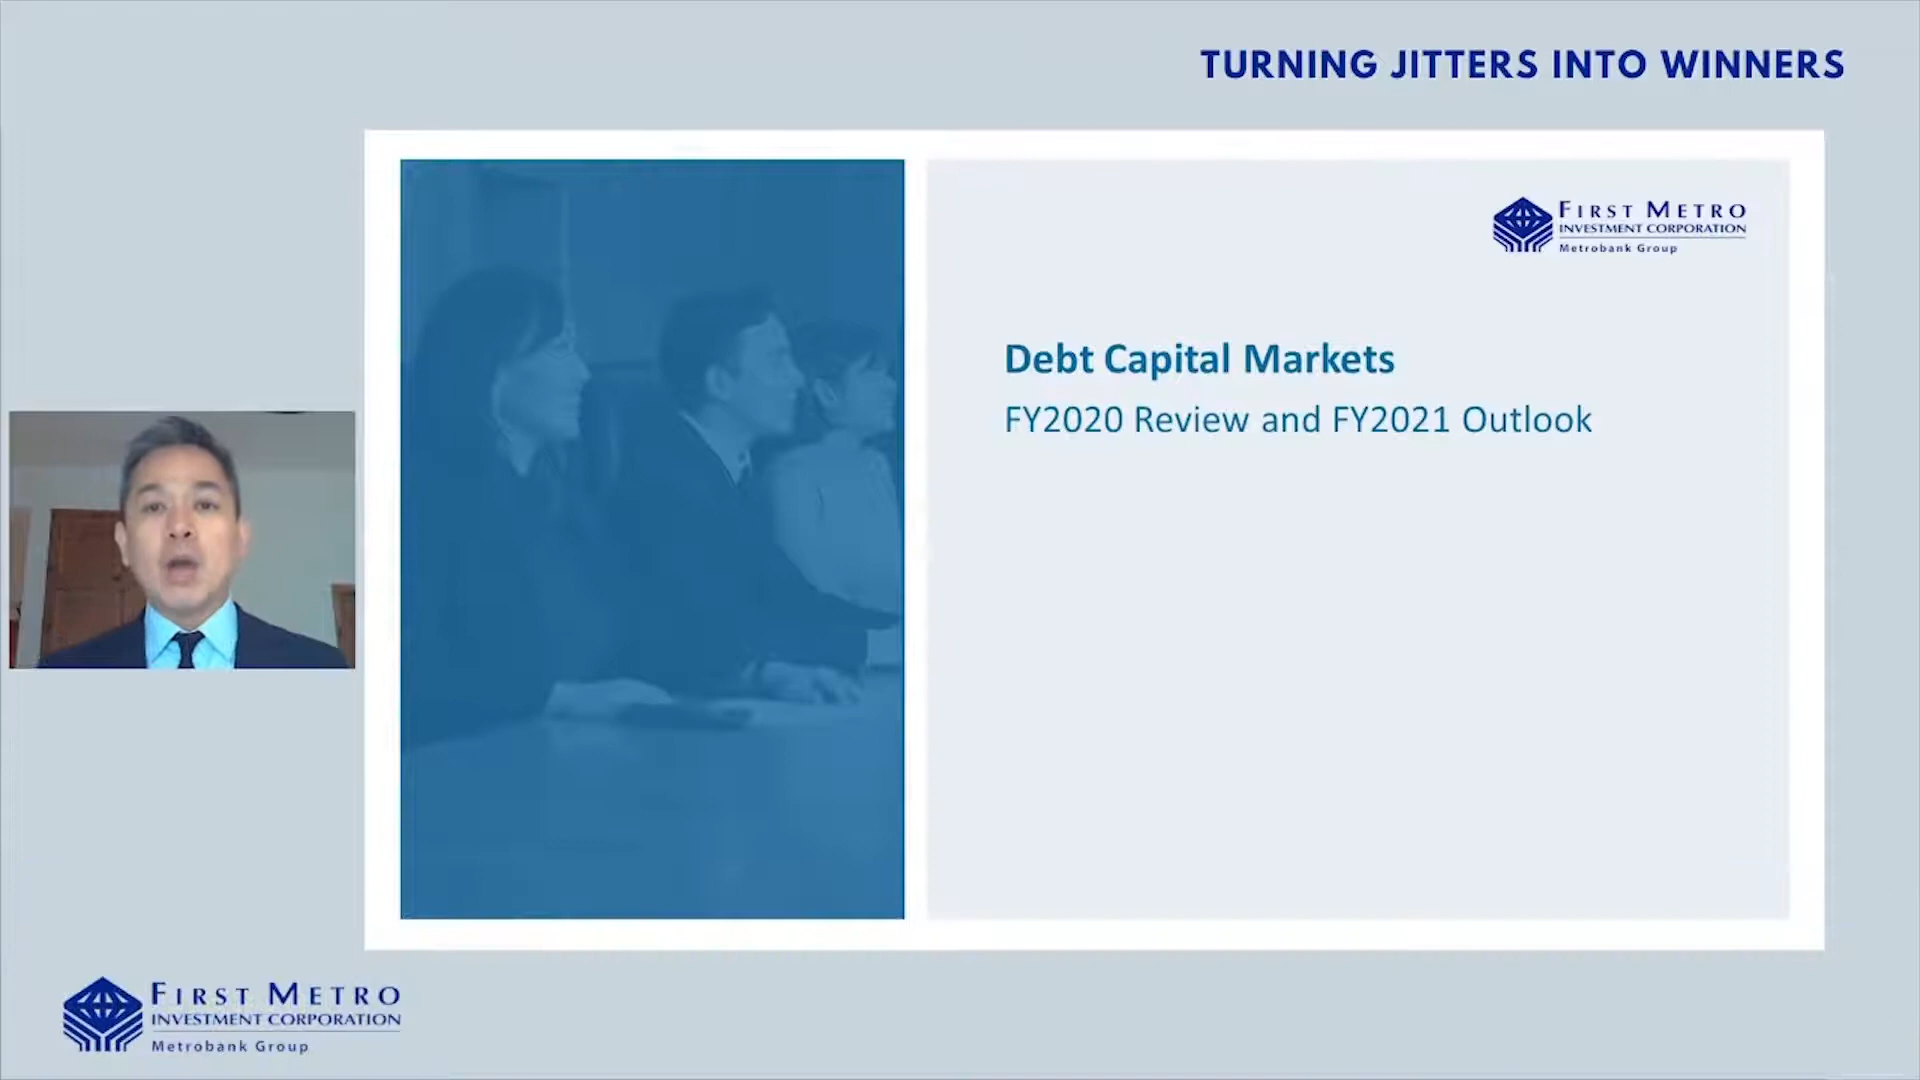 TURNING JITTERS INTO WINNERS
FIRST METRO
INVESTMENT CORPORATION
Metrobank Group
Debt Capital Markets
FY2020 Review and FY2021 Outlook
FIRST METRO
INVESTMENT CORPORATION
Metrobank Group